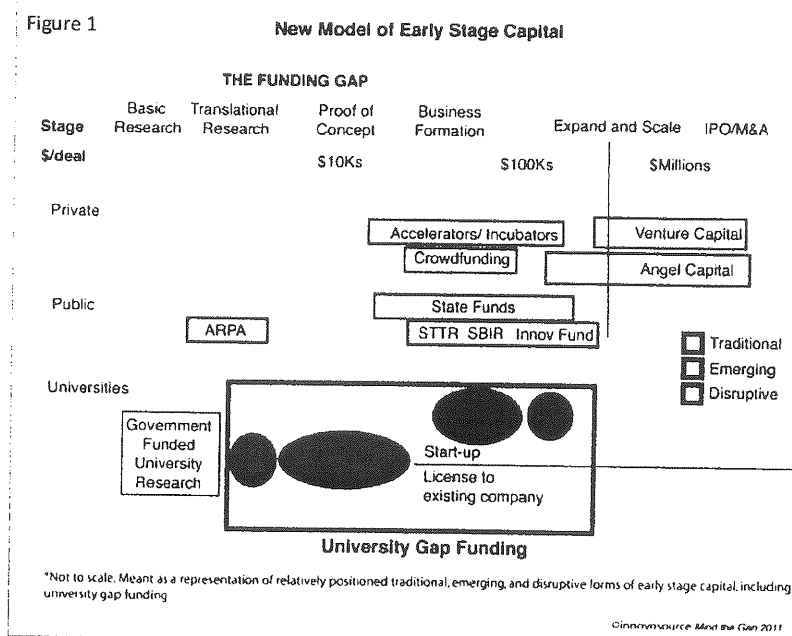 Figure 1
New Model of Early Stage Capital
THE FUNDING GAP
Stage
Basic Research
Translational Research
Proof of Concept
Business Formation
Expand and Scale
IPO/M&A
$/deal
$10Ks
$100Ks
$Millions
Private
Accelerators/ Incubators
Venture Capital
Crowdfunding
Angel Capital
Public
State Funds
ARPA
STTR SBIR Innov Fund
Traditional
Emerging
Disruptive
Universities
Government
Funded
University
Research
Start-up
License to
existing company
University Gap Funding
*Not to scale. Meant as a representation of relatively positioned traditional, emerging, and disruptive forms of early stage capital, including
university gap funding
©innovosource Mind the Gap 2011